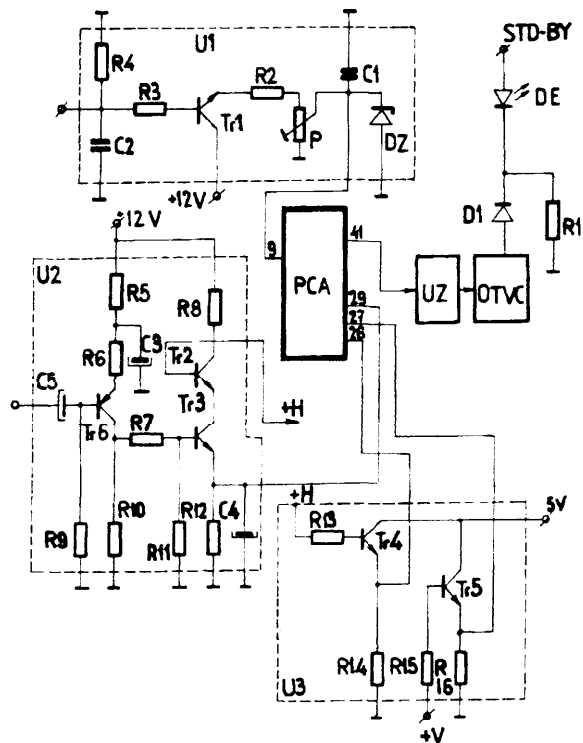 U1
STD-BY
R4
C1
R2
DE
R3
Tr1
P
DZ
C2
+12V
+12V
D1
R1
9
41
PCA
UZ
OTVC
29
27
28
U2
R5
R8
R6
C3
Tr2
C5
Tr3
+H
Tr6
R7
R9
R10
R11
R12
C4
+H
5V
R13
Tr4
Tr5
R14
R15
R
16
U3
+V